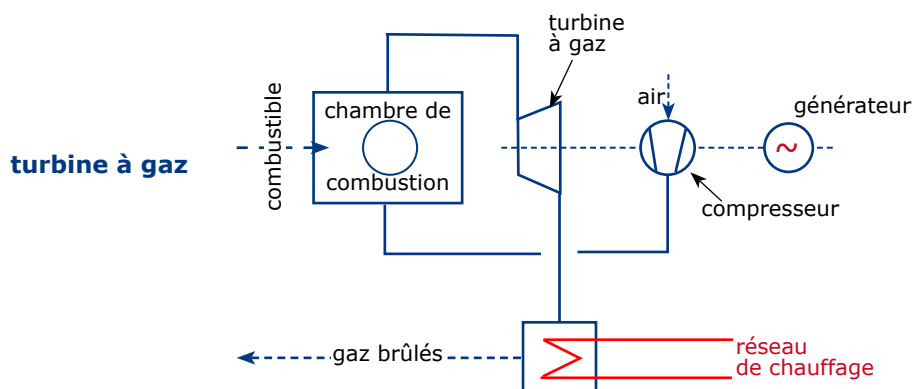 turbine à gaz
combustible
chambre de
combustion
turbine
à gaz
air
compresseur
générateur
~
gaz brûlés
réseau
de chauffage